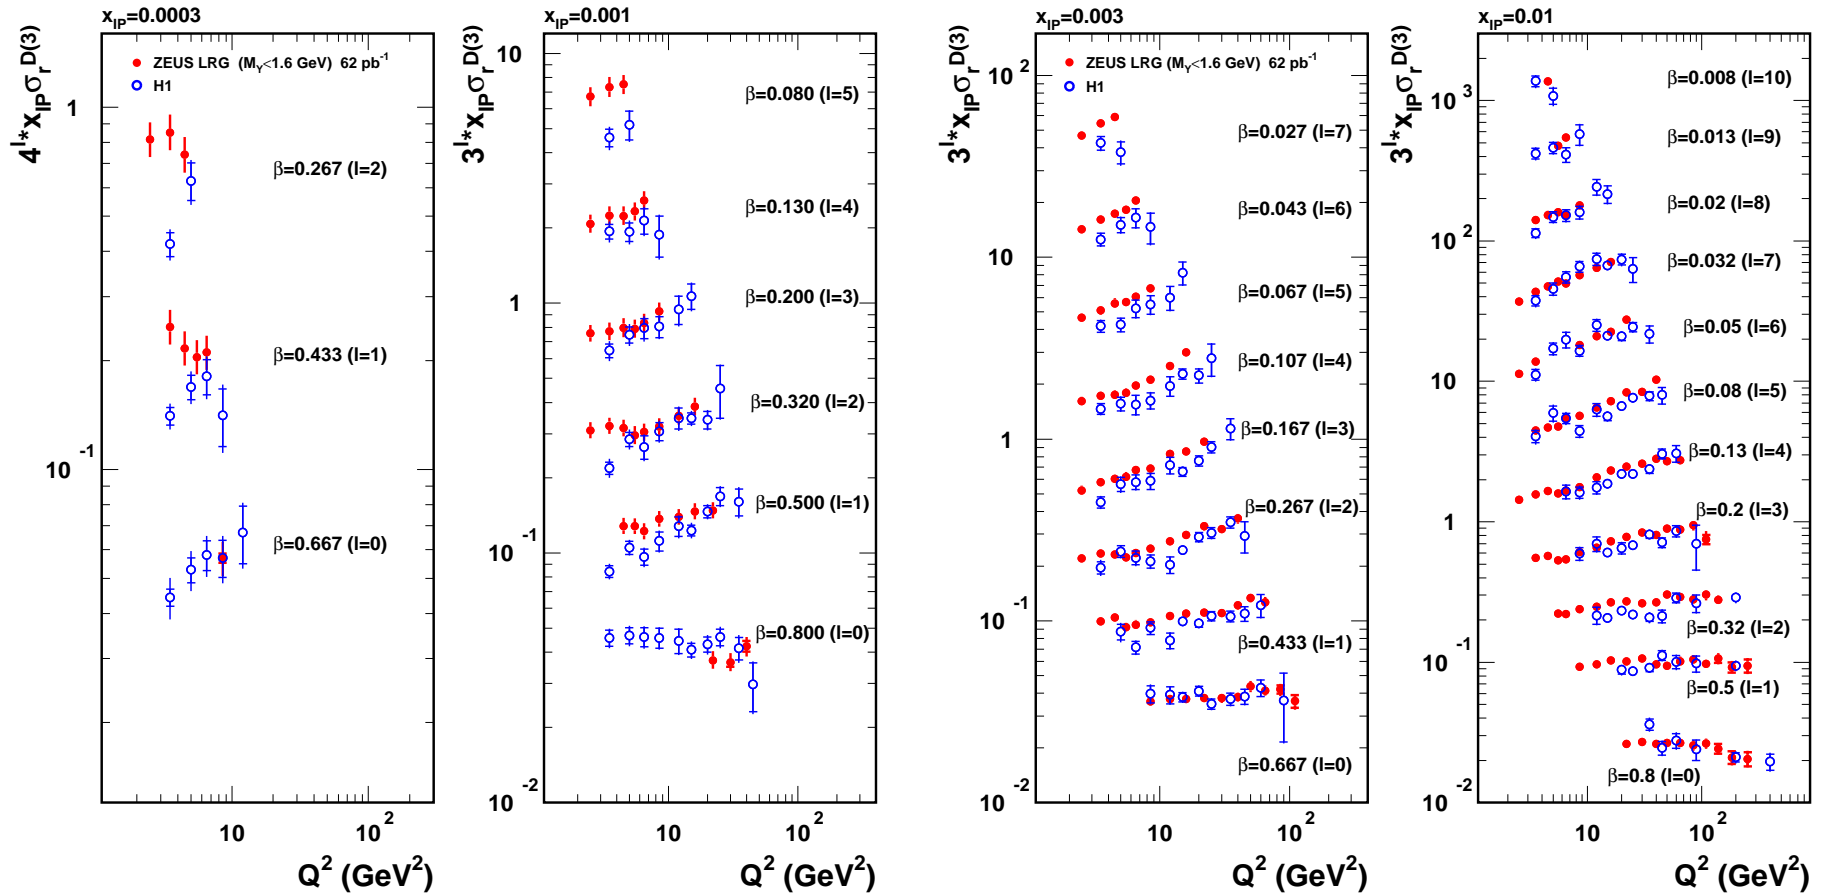 x_IP=0.0003
4^l* x_IP σ_r^D(3)
ZEUS LRG (M_Y<1.6 GeV) 62 pb^-1
H1
1
10^-1
β=0.267 (l=2)
β=0.433 (l=1)
β=0.667 (l=0)
10
10^2
Q^2 (GeV^2)
x_IP=0.001
3^l* x_IP σ_r^D(3)
10
1
10^-1
10^-2
β=0.080 (l=5)
β=0.130 (l=4)
β=0.200 (l=3)
β=0.320 (l=2)
β=0.500 (l=1)
β=0.800 (l=0)
10
10^2
Q^2 (GeV^2)
x_IP=0.003
3^l* x_IP σ_r^D(3)
ZEUS LRG (M_Y<1.6 GeV) 62 pb^-1
H1
10^2
10
1
10^-1
10^-2
β=0.027 (l=7)
β=0.043 (l=6)
β=0.067 (l=5)
β=0.107 (l=4)
β=0.167 (l=3)
β=0.267 (l=2)
β=0.433 (l=1)
β=0.667 (l=0)
10
10^2
Q^2 (GeV^2)
x_IP=0.01
3^l* x_IP σ_r^D(3)
10^3
10^2
10
1
10^-1
10^-2
β=0.008 (l=10)
β=0.013 (l=9)
β=0.02 (l=8)
β=0.032 (l=7)
β=0.05 (l=6)
β=0.08 (l=5)
β=0.13 (l=4)
β=0.2 (l=3)
β=0.32 (l=2)
β=0.5 (l=1)
β=0.8 (l=0)
10
10^2
Q^2 (GeV^2)